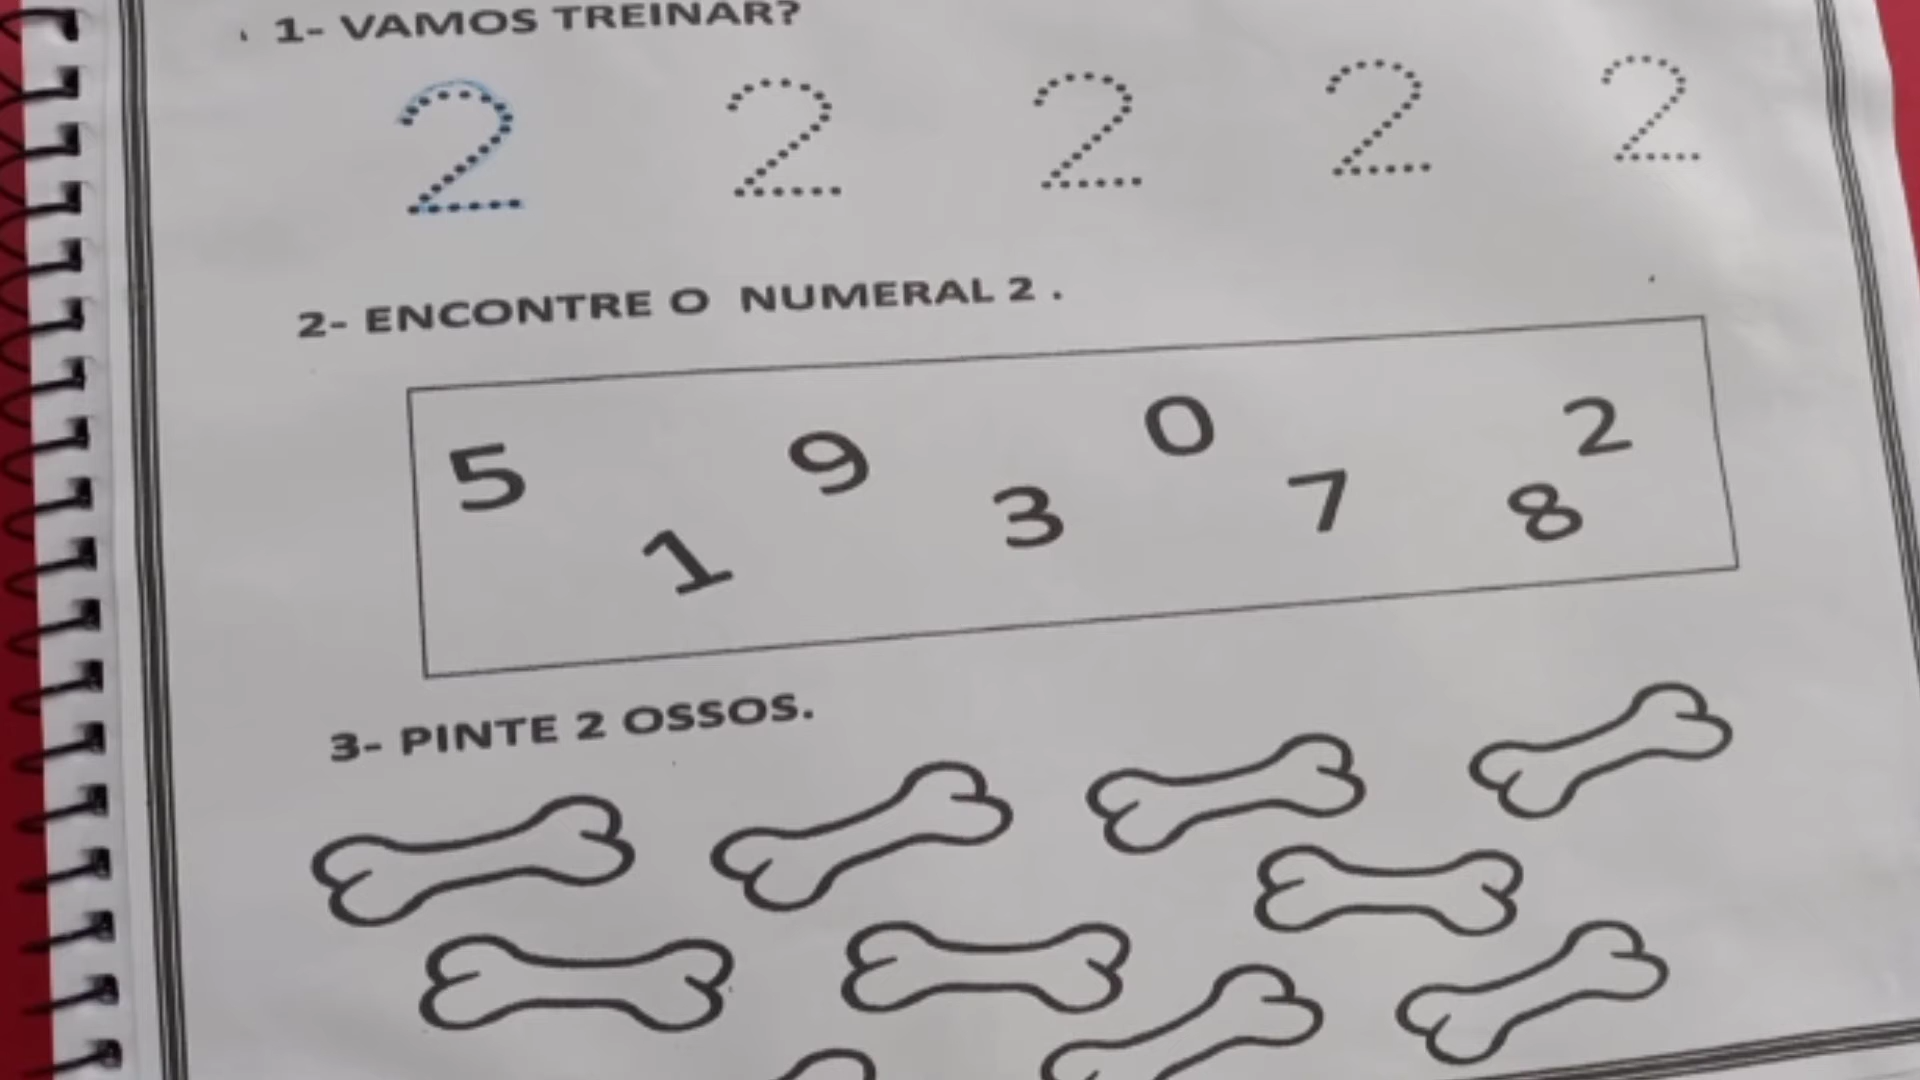 1- VAMOS TREINAR?
2 2 2 2 2
2- ENCONTRE O NUMERAL 2 .
5 1 9 3 0 7 8 2
3- PINTE 2 OSSOS.